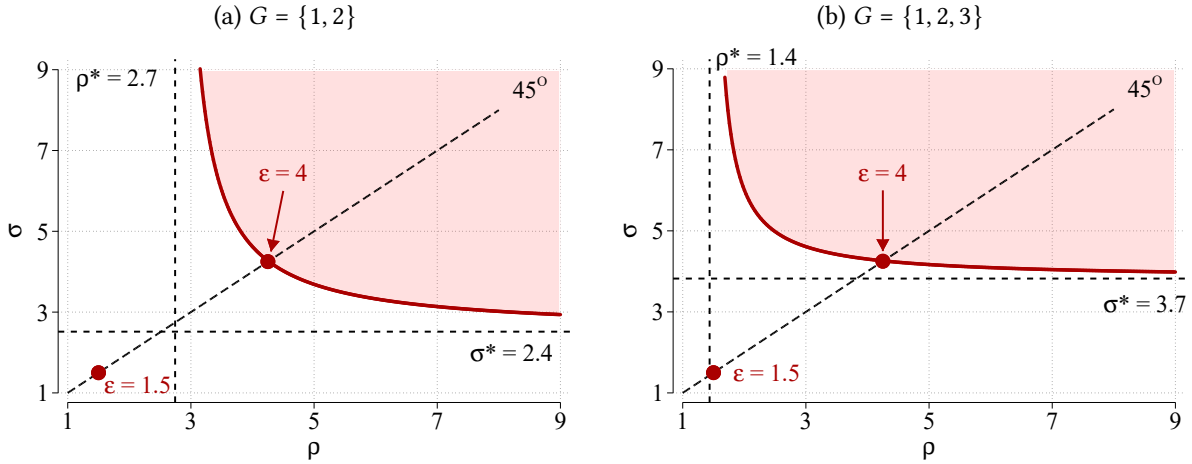 (a) G = {1, 2}
9
7
5
3
1
σ
ρ* = 2.7
45°
ε = 4
σ* = 2.4
ε = 1.5
1
3
5
7
9
ρ
(b) G = {1, 2, 3}
9
7
5
3
1
σ
ρ* = 1.4
45°
ε = 4
σ* = 3.7
ε = 1.5
1
3
5
7
9
ρ